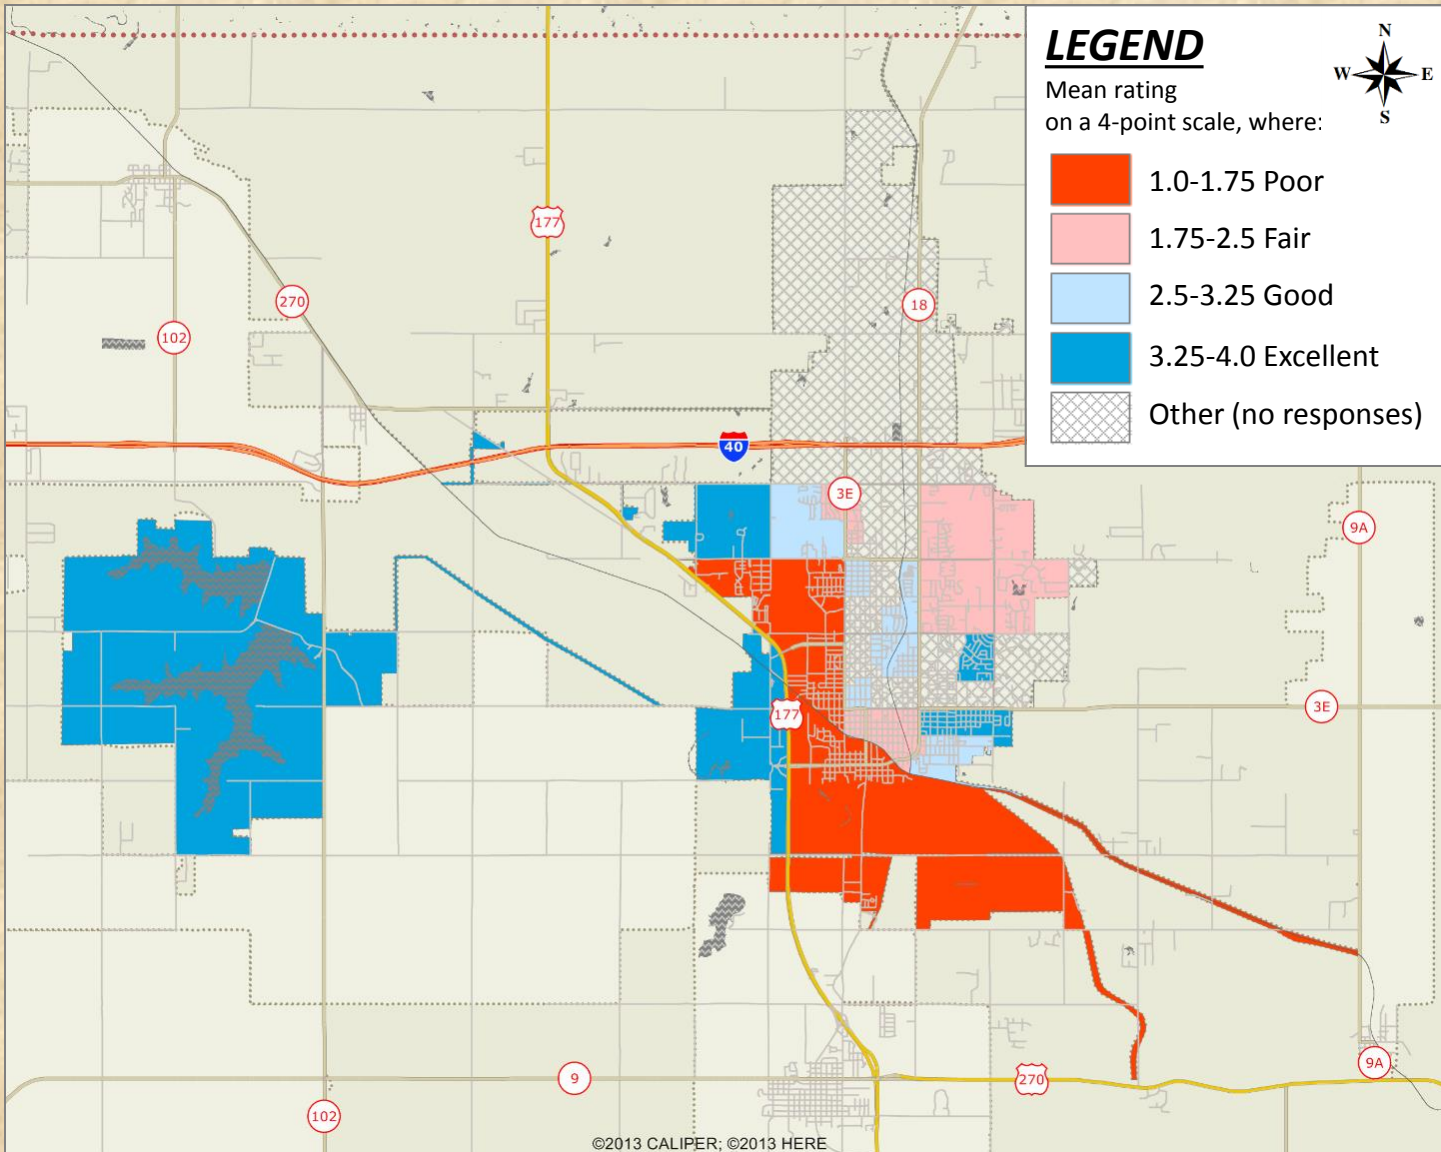 LEGEND
Mean rating
on a 4-point scale, where:
N
W E
S
1.0-1.75 Poor
1.75-2.5 Fair
2.5-3.25 Good
3.25-4.0 Excellent
Other (no responses)
177
270
18
102
40
3E
9A
3E
177
9
270
9A
102
©2013 CALIPER; ©2013 HERE